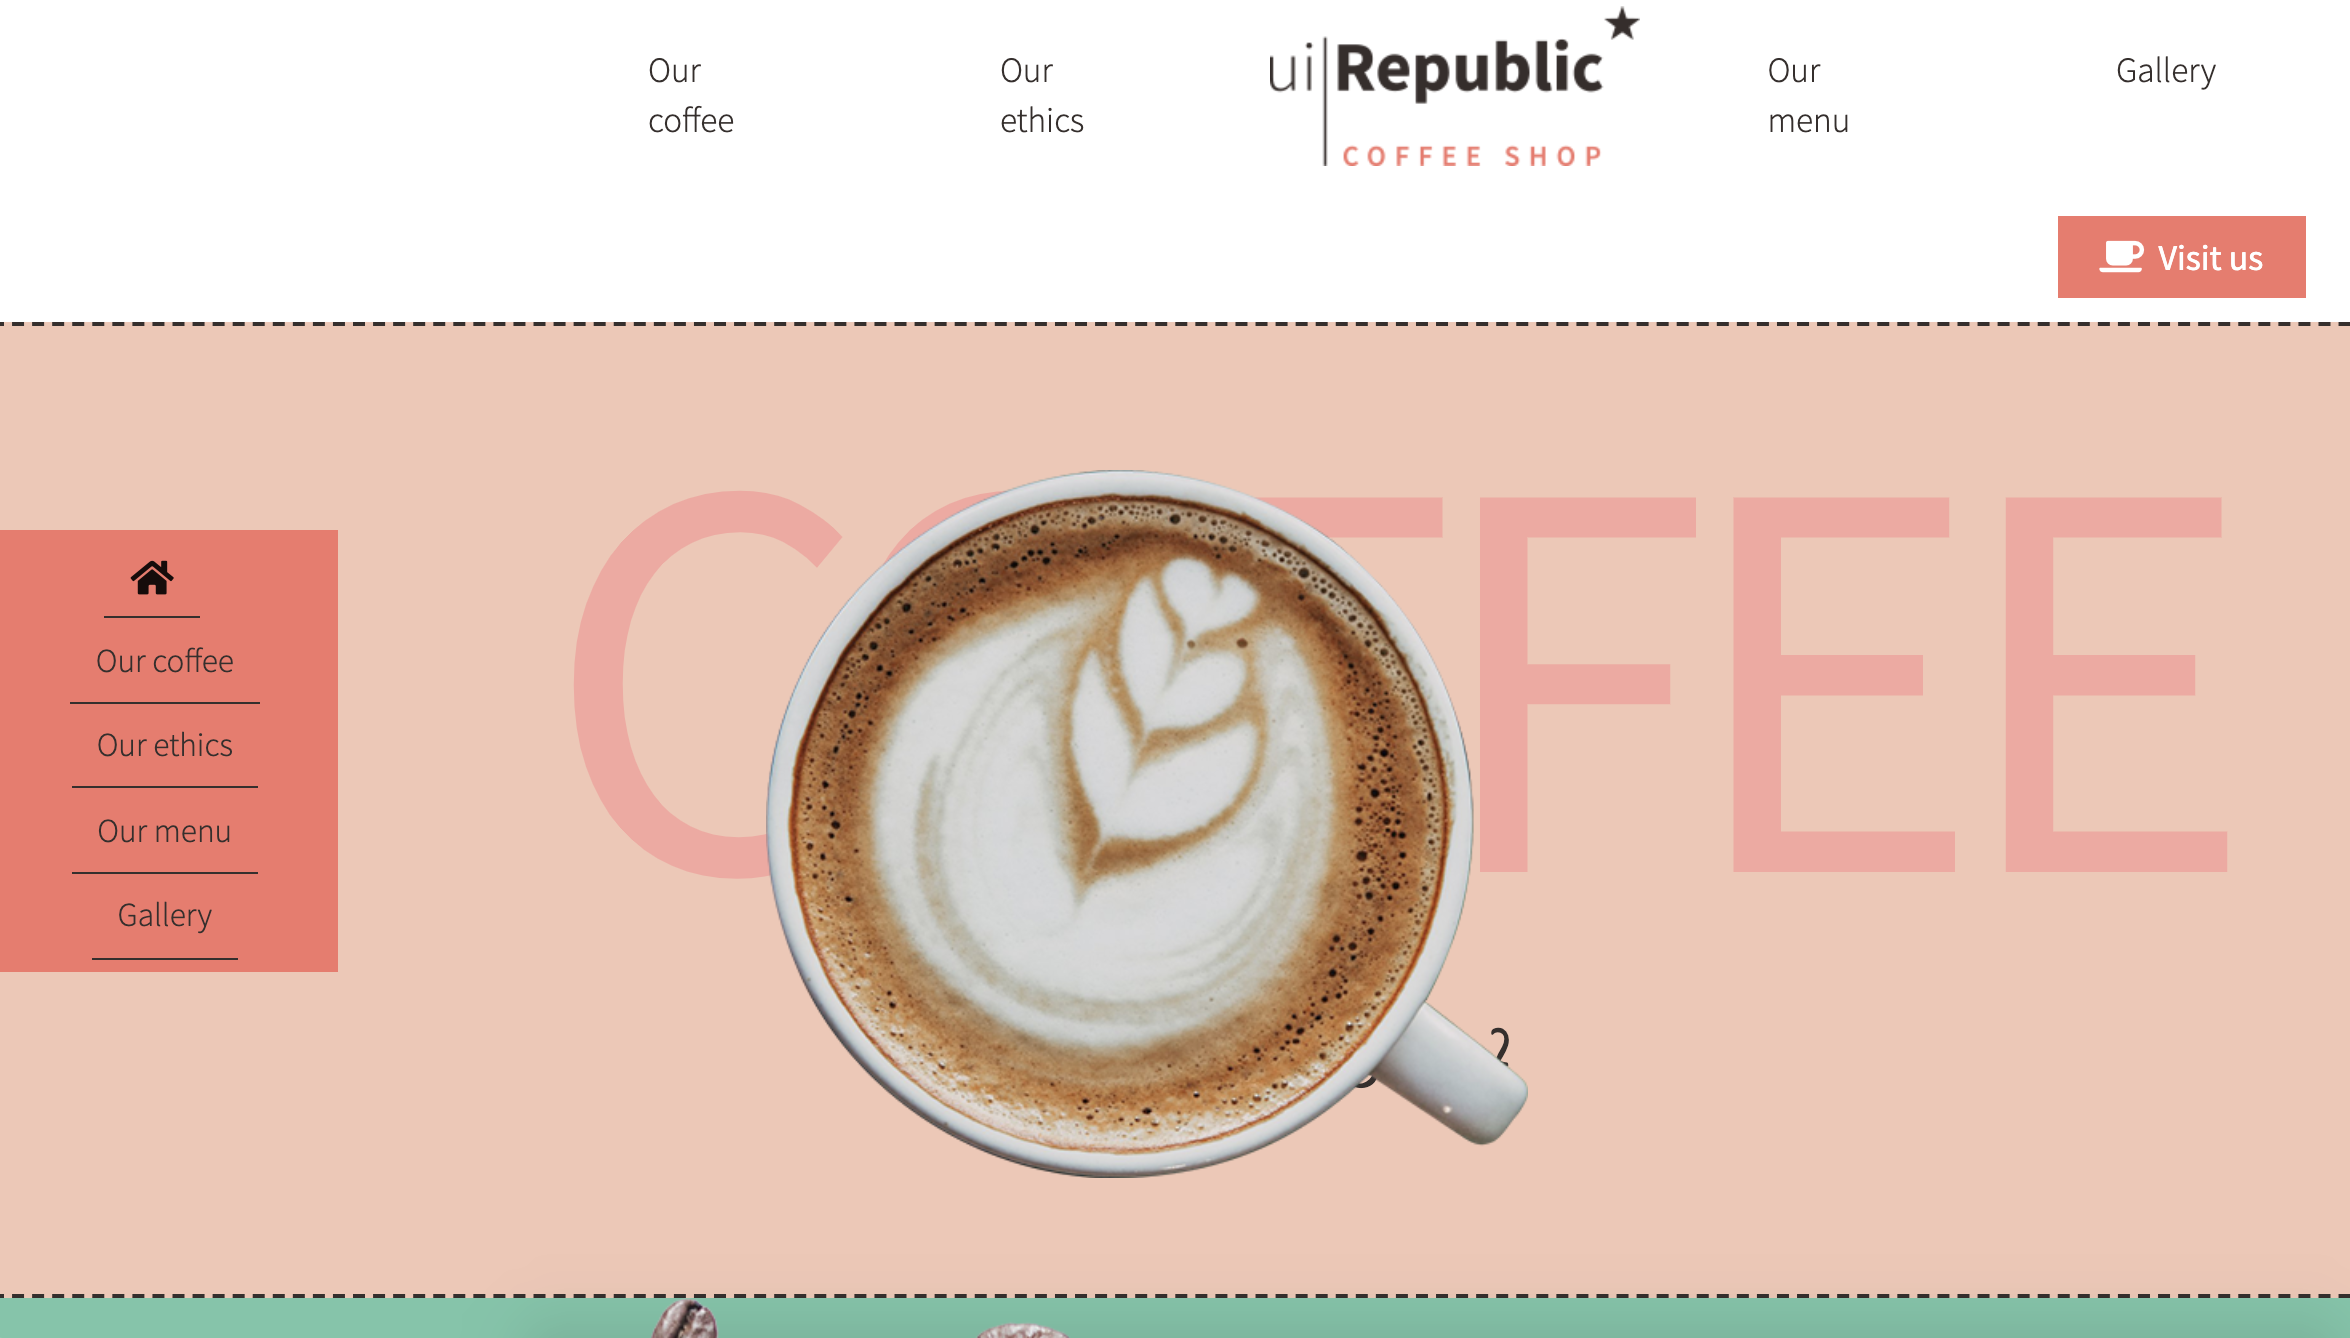 Our
coffee
Our
ethics
ui Republic
COFFEE SHOP
Our
menu
Gallery
Visit us
Our coffee
Our ethics
Our menu
Gallery